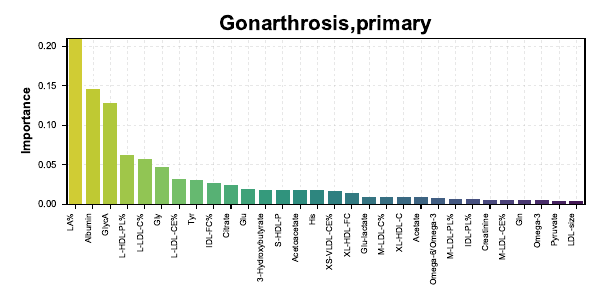 Gonarthrosis,primary
Importance
0.20
0.15
0.10
0.05
0.00
LA%
Albumin
GlycA
L-HDL-PL%
L-LDL-C%
Gly
L-LDL-CE%
Tyr
IDL-FC%
Citrate
Glu
3-Hydroxybutyrate
S-HDL-P
Acetoacetate
His
XS-VLDL-CE%
XL-HDL-FC
Glu-lactate
M-LDL-C%
XL-HDL-C
Acetate
Omega-6/Omega-3
M-LDL-PL%
IDL-PL%
Creatinine
M-LDL-CE%
Gln
Omega-3
Pyruvate
LDL-size